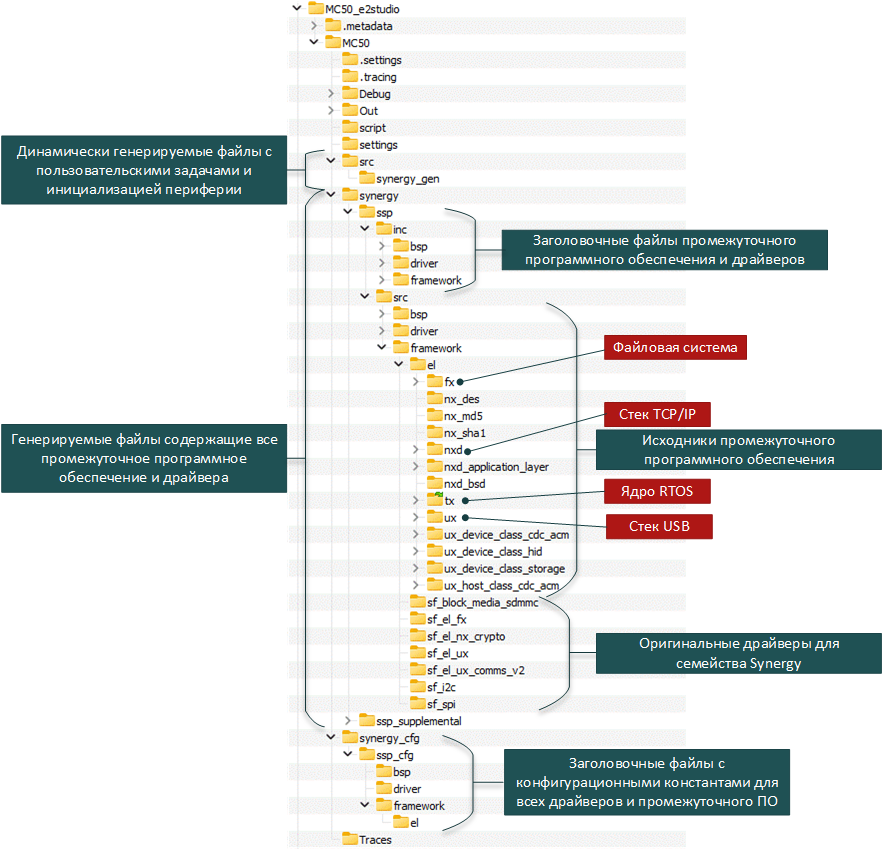 MC50_e2studio
.metadata
MC50
.settings
.tracing
Debug
Out
script
settings
Динамически генерируемые файлы с
пользовательскими задачами и
инициализацией периферии
src
synergy_gen
synergy
ssp
inc
bsp
driver
framework
Заголовочные файлы промежуточного
программного обеспечения и драйверов
src
bsp
driver
framework
Файловая система
el
fx
nx_des
nx_md5
nx_sha1
Стек TCP/IP
nxd
nxd_application_layer
nxd_bsd
Исходники промежуточного
программного обеспечения
Генерируемые файлы содержащие все
промежуточное программное
обеспечение и драйвера
tx
Ядро RTOS
ux
Стек USB
ux_device_class_cdc_acm
ux_device_class_hid
ux_device_class_storage
ux_host_class_cdc_acm
sf_block_media_sdmmc
sf_el_fx
sf_el_nx_crypto
sf_el_ux
sf_el_ux_comms_v2
sf_i2c
sf_spi
Оригинальные драйверы для
семейства Synergy
ssp_supplemental
synergy_cfg
ssp_cfg
bsp
driver
framework
el
Заголовочные файлы с
конфигурационными константами для
всех драйверов и промежуточного ПО
Traces